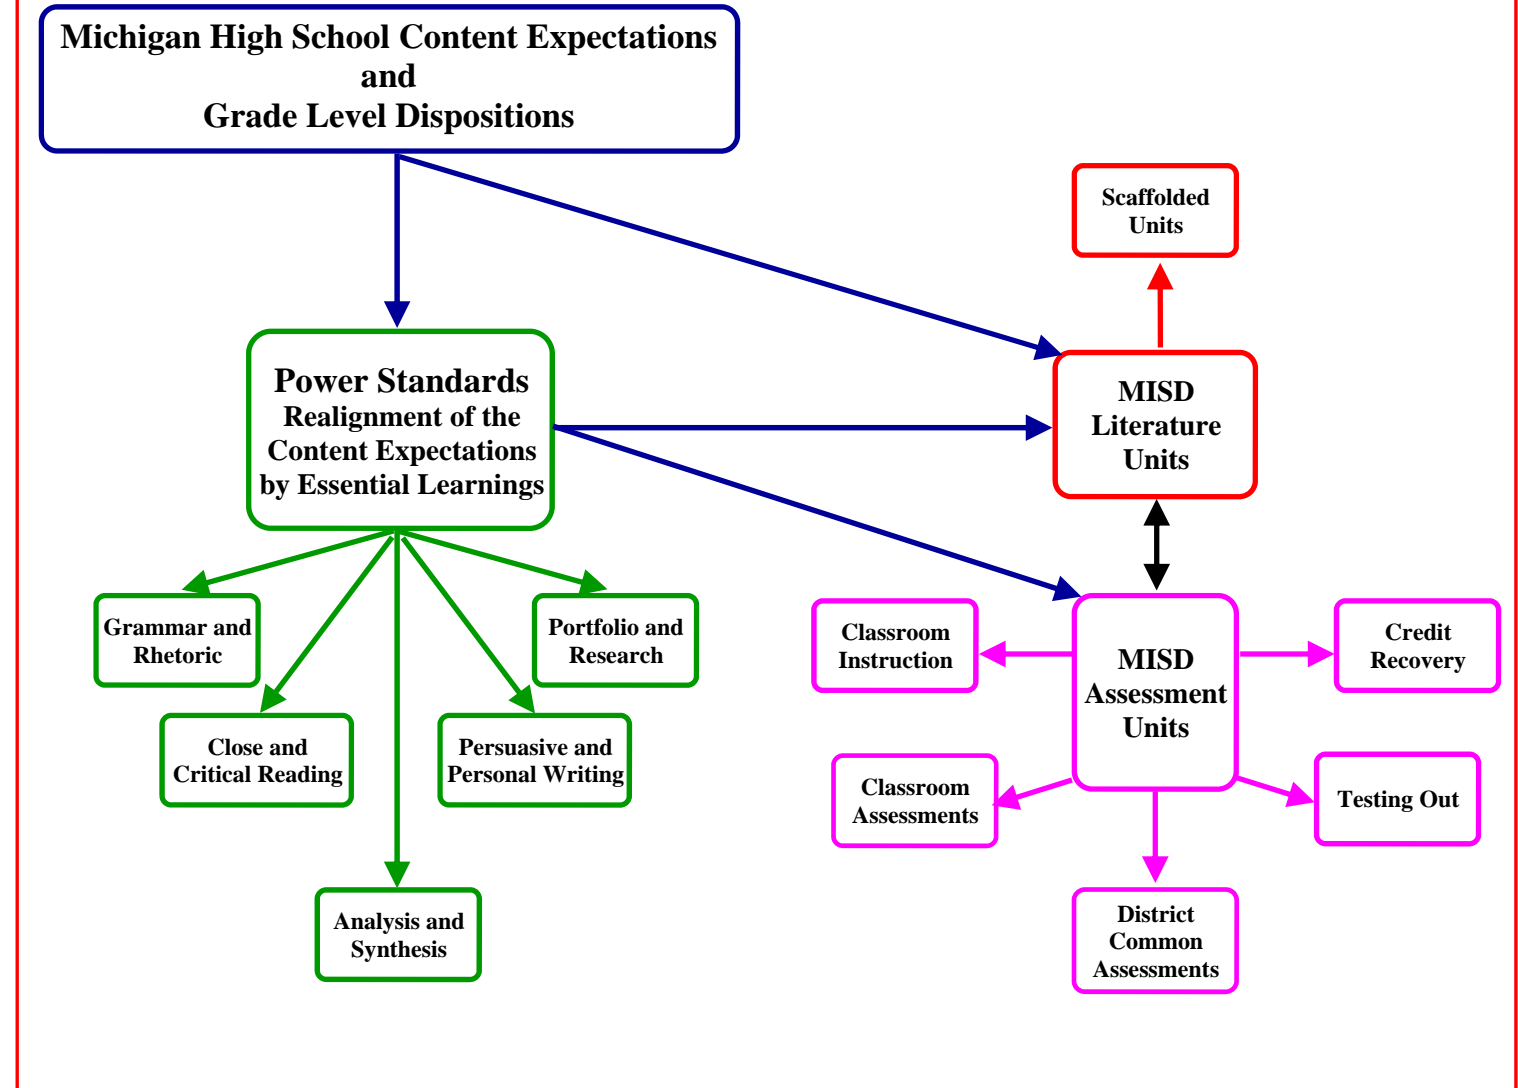 Michigan High School Content Expectations
and
Grade Level Dispositions
Scaffolded
Units
Power Standards
Realignment of the
Content Expectations
by Essential Learnings
MISD
Literature
Units
Grammar and
Rhetoric
Portfolio and
Research
Close and
Critical Reading
Persuasive and
Personal Writing
Analysis and
Synthesis
Classroom
Instruction
MISD
Assessment
Units
Credit
Recovery
Classroom
Assessments
Testing Out
District
Common
Assessments